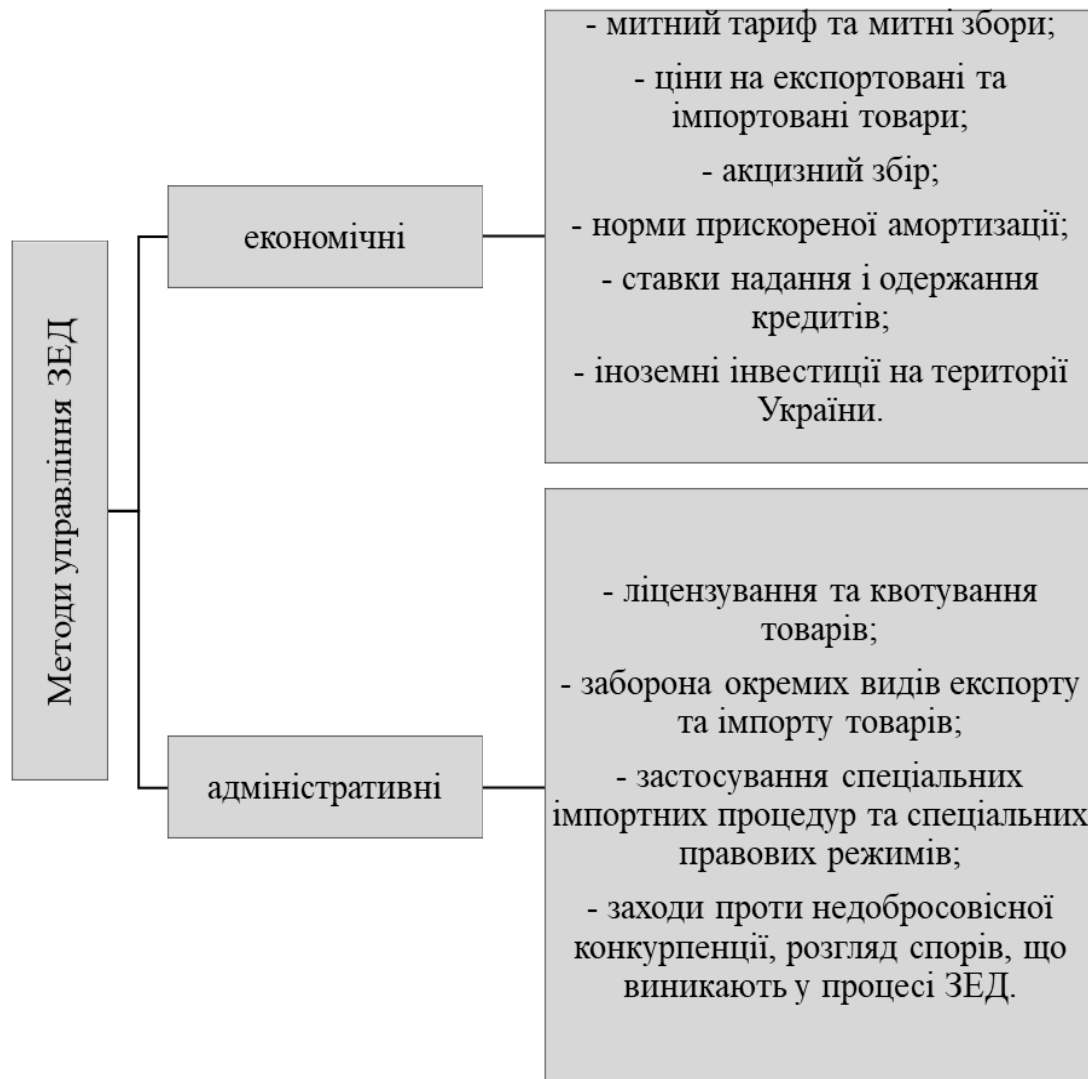 Методи управління ЗЕД
економічні
- митний тариф та митні збори;
- ціни на експортовані та
імпортовані товари;
- акцизний збір;
- норми прискореної амортизації;
- ставки надання і одержання
кредитів;
- іноземні інвестиції на території
України.
адміністративні
- ліцензування та квотування
товарів;
- заборона окремих видів експорту
та імпорту товарів;
- застосування спеціальних
імпортних процедур та спеціальних
правових режимів;
- заходи проти недобросовісної
конкурпенції, розгляд спорів, що
виникають у процесі ЗЕД.